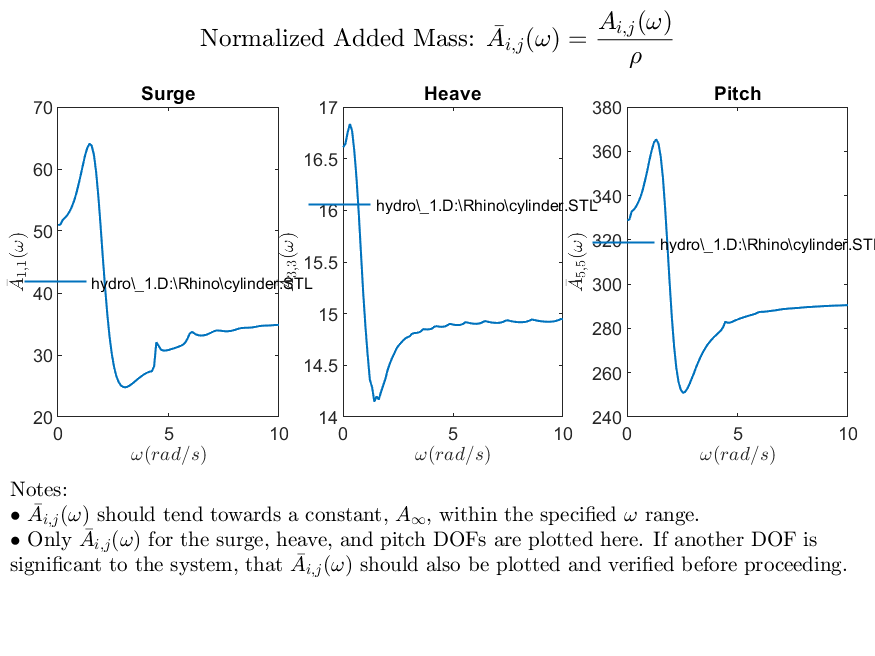 Normalized Added Mass: Ā_{i,j}(ω) = A_{i,j}(ω) / ρ
Surge
Heave
Pitch
70
60
50
40
30
20
Ā_{1,1}(ω)
hydro\_1.D:\Rhino\cylinder.STL
0 5 10
ω(rad/s)
17
16.5
16
15.5
15
14.5
14
Ā_{3,3}(ω)
hydro\_1.D:\Rhino\cylinder.STL
0 5 10
ω(rad/s)
380
360
340
320
300
280
260
240
Ā_{5,5}(ω)
hydro\_1.D:\Rhino\cylinder.STL
0 5 10
ω(rad/s)
Notes:
• Ā_{i,j}(ω) should tend towards a constant, A_∞, within the specified ω range.
• Only Ā_{i,j}(ω) for the surge, heave, and pitch DOFs are plotted here. If another DOF is
significant to the system, that Ā_{i,j}(ω) should also be plotted and verified before proceeding.